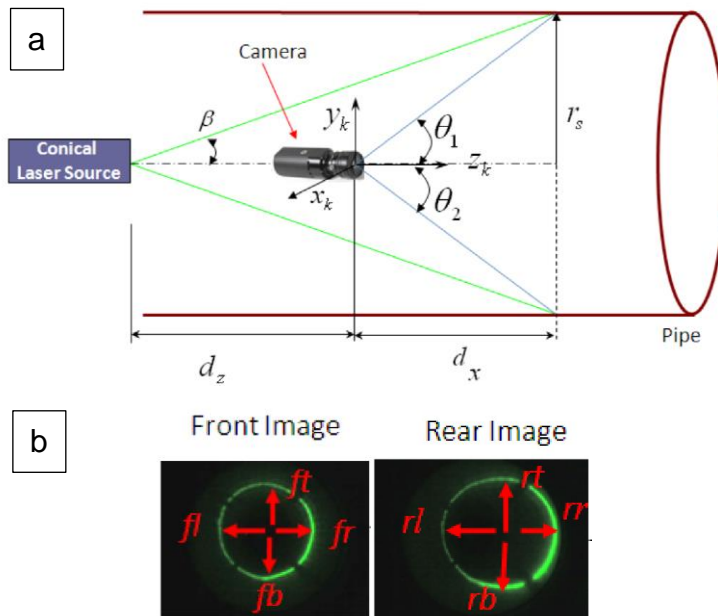 a
Camera
β
y_k
θ_1
r_s
Conical
Laser Source
z_k
x_k
θ_2
Pipe
d_z
d_x
b
Front Image
Rear Image
ft
rt
fl
fr
rl
rr
fb
rb